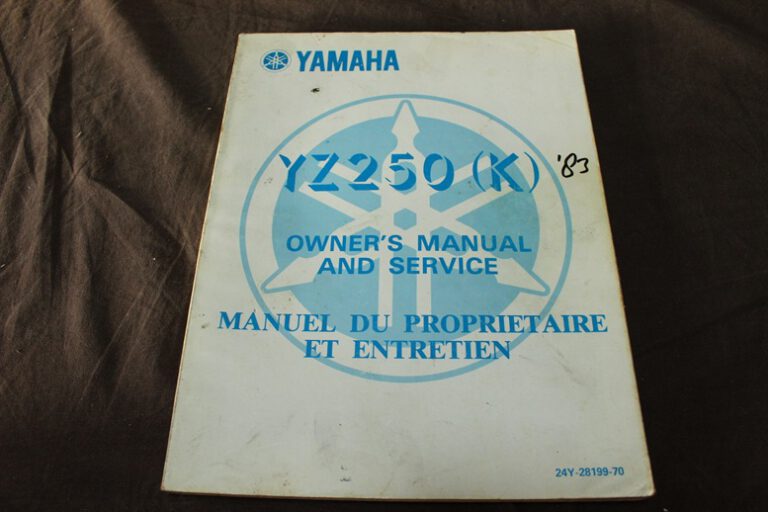 YAMAHA
YZ250 (K) '83
OWNER'S MANUAL
AND SERVICE
MANUEL DU PROPRIETAIRE
ET ENTRETIEN
24Y-28199-70